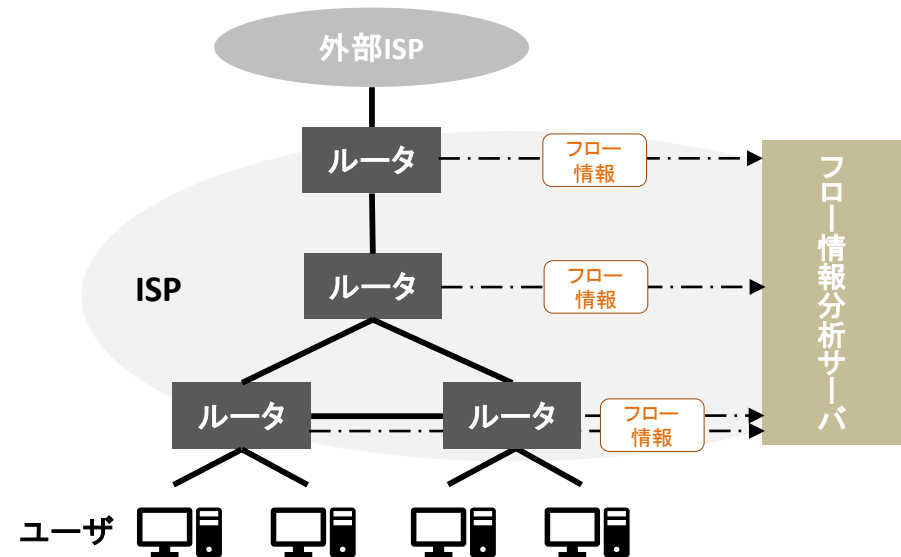 外部ISP
ルータ
フロー
情報
フロー情報分析サーバ
ISP
ルータ
フロー
情報
ルータ
ルータ
フロー
情報
ユーザ